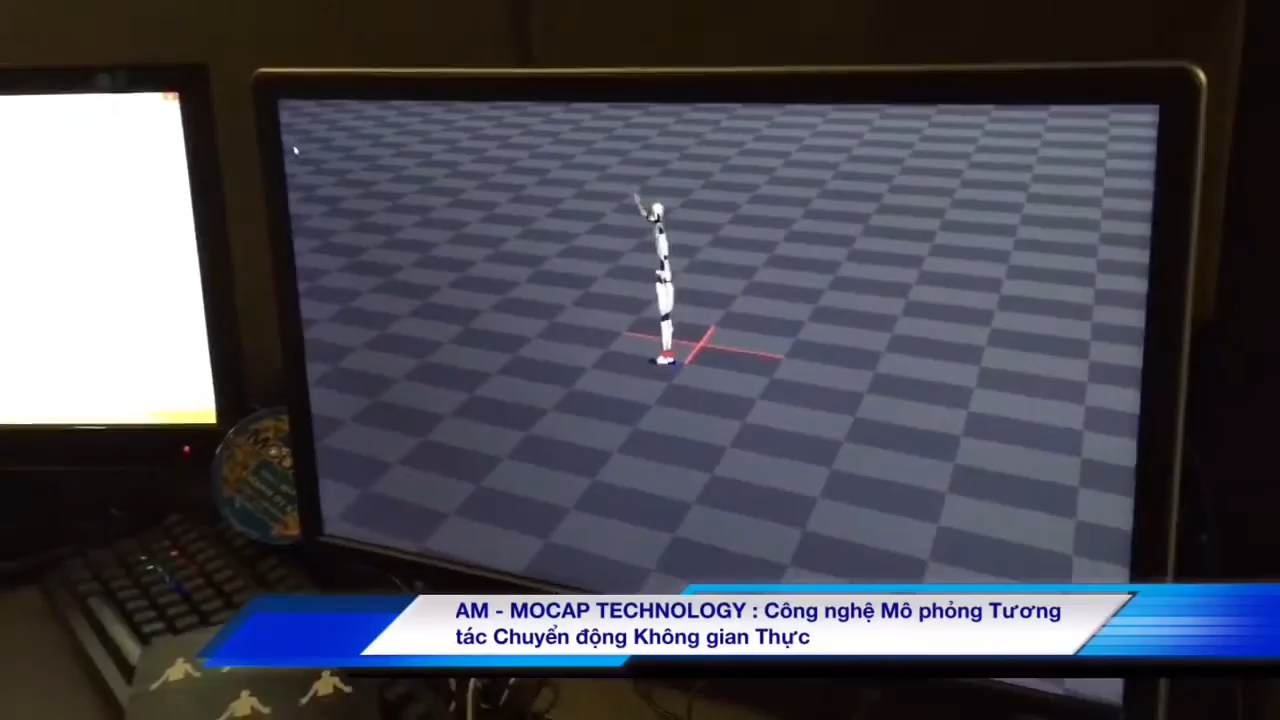 AM - MOCAP TECHNOLOGY : Công nghệ Mô phỏng Tương
tác Chuyển động Không gian Thực